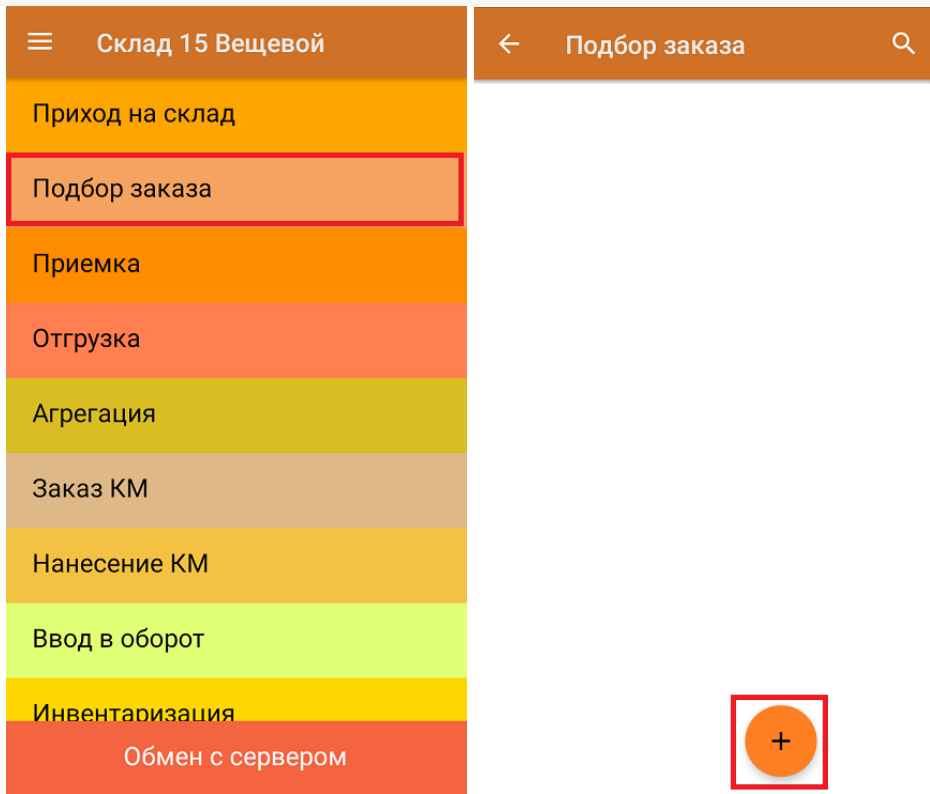 Склад 15 Вещевой
Приход на склад
Подбор заказа
Приемка
Отгрузка
Агрегация
Заказ КМ
Нанесение КМ
Ввод в оборот
Инвентаризация
Обмен с сервером
Подбор заказа
+